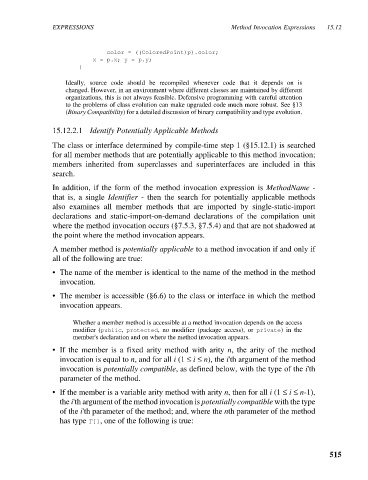 EXPRESSIONS Method Invocation Expressions 15.12
color = ((ColoredPoint)p).color;
x = p.x; y = p.y;
}
Ideally, source code should be recompiled whenever code that it depends on is
changed. However, in an environment where different classes are maintained by different
organizations, this is not always feasible. Defensive programming with careful attention
to the problems of class evolution can make upgraded code much more robust. See §13
(Binary Compatibility) for a detailed discussion of binary compatibility and type evolution.
15.12.2.1 Identify Potentially Applicable Methods
The class or interface determined by compile-time step 1 (§15.12.1) is searched
for all member methods that are potentially applicable to this method invocation;
members inherited from superclasses and superinterfaces are included in this
search.
In addition, if the form of the method invocation expression is MethodName -
that is, a single Identifier - then the search for potentially applicable methods
also examines all member methods that are imported by single-static-import
declarations and static-import-on-demand declarations of the compilation unit
where the method invocation occurs (§7.5.3, §7.5.4) and that are not shadowed at
the point where the method invocation appears.
A member method is potentially applicable to a method invocation if and only if
all of the following are true:
• The name of the member is identical to the name of the method in the method
invocation.
• The member is accessible (§6.6) to the class or interface in which the method
invocation appears.
Whether a member method is accessible at a method invocation depends on the access
modifier (public, protected, no modifier (package access), or private) in the
member's declaration and on where the method invocation appears.
• If the member is a fixed arity method with arity n, the arity of the method
invocation is equal to n, and for all i (1 ≤ i ≤ n), the i'th argument of the method
invocation is potentially compatible, as defined below, with the type of the i'th
parameter of the method.
• If the member is a variable arity method with arity n, then for all i (1 ≤ i ≤ n-1),
the i'th argument of the method invocation is potentially compatible with the type
of the i'th parameter of the method; and, where the nth parameter of the method
has type T[], one of the following is true:
515